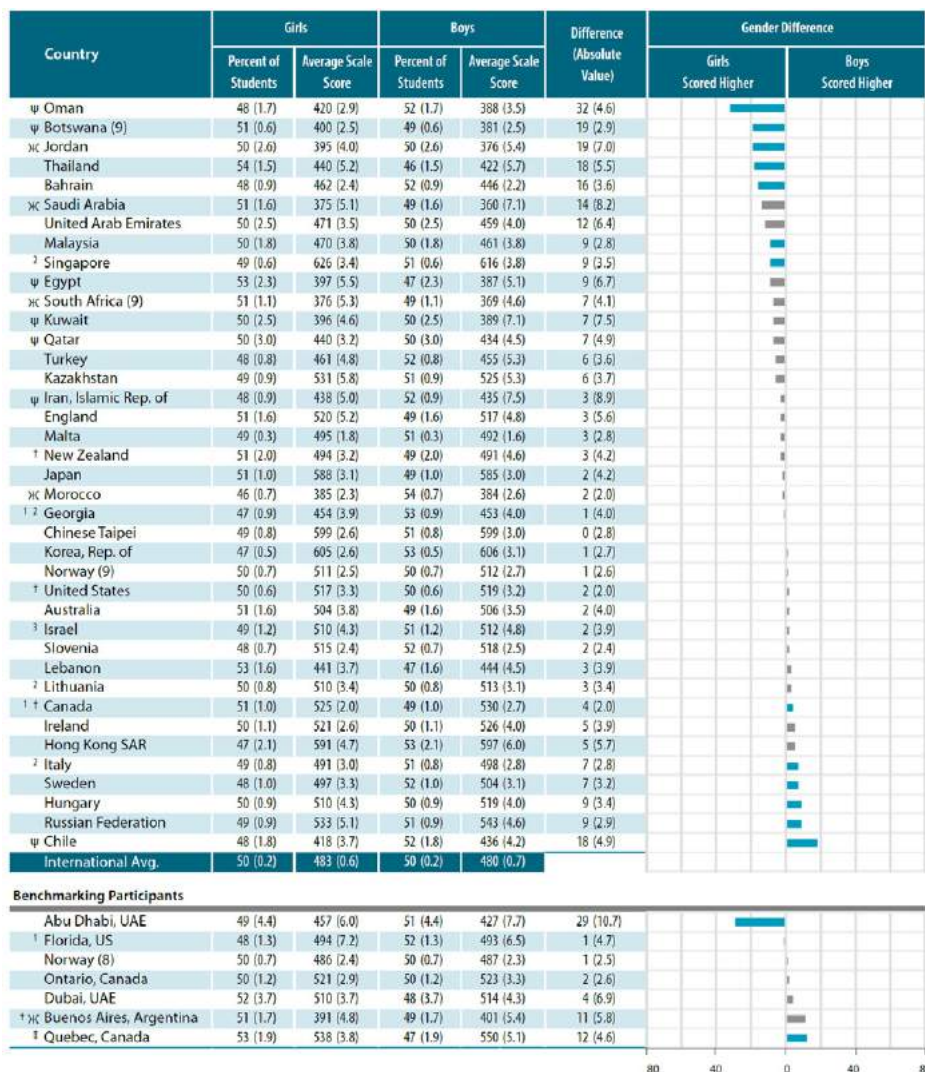 Country Girls Boys Difference (Absolute Value) Gender Difference
Percent of Students Average Scale Score Percent of Students Average Scale Score Girls Scored Higher Boys Scored Higher
ψ Oman 48 (1.7) 420 (2.9) 52 (1.7) 388 (3.5) 32 (4.6)
ψ Botswana (9) 51 (0.6) 400 (2.5) 49 (0.6) 381 (2.5) 19 (2.9)
ж Jordan 50 (2.6) 395 (4.0) 50 (2.6) 376 (5.4) 19 (7.0)
Thailand 54 (1.5) 440 (5.2) 46 (1.5) 422 (5.7) 18 (5.5)
Bahrain 48 (0.9) 462 (2.4) 52 (0.9) 446 (2.2) 16 (3.6)
ж Saudi Arabia 51 (1.6) 375 (5.1) 49 (1.6) 360 (7.1) 14 (8.2)
United Arab Emirates 50 (2.5) 471 (3.5) 50 (2.5) 459 (4.0) 12 (6.4)
Malaysia 50 (1.8) 470 (3.8) 50 (1.8) 461 (3.8) 9 (2.8)
2 Singapore 49 (0.6) 626 (3.4) 51 (0.6) 616 (3.8) 9 (3.5)
ψ Egypt 53 (2.3) 397 (5.5) 47 (2.3) 387 (5.1) 9 (6.7)
ж South Africa (9) 51 (1.1) 376 (5.3) 49 (1.1) 369 (4.6) 7 (4.1)
ψ Kuwait 50 (2.5) 396 (4.6) 50 (2.5) 389 (7.1) 7 (7.5)
ψ Qatar 50 (3.0) 440 (3.2) 50 (3.0) 434 (4.5) 7 (4.9)
Turkey 48 (0.8) 461 (4.8) 52 (0.8) 455 (5.3) 6 (3.6)
Kazakhstan 49 (0.9) 531 (5.8) 51 (0.9) 525 (5.3) 6 (3.7)
ψ Iran, Islamic Rep. of 48 (0.9) 438 (5.0) 52 (0.9) 435 (7.5) 3 (8.9)
England 51 (1.6) 520 (5.2) 49 (1.6) 517 (4.8) 3 (5.6)
Malta 49 (0.3) 495 (1.8) 51 (0.3) 492 (1.6) 3 (2.8)
† New Zealand 51 (2.0) 494 (3.2) 49 (2.0) 491 (4.6) 3 (4.2)
Japan 51 (1.0) 588 (3.1) 49 (1.0) 585 (3.0) 2 (4.2)
ж Morocco 46 (0.7) 385 (2.3) 54 (0.7) 384 (2.6) 2 (2.0)
1 2 Georgia 47 (0.9) 454 (3.9) 53 (0.9) 453 (4.0) 1 (4.0)
Chinese Taipei 49 (0.8) 599 (2.6) 51 (0.8) 599 (3.0) 0 (2.8)
Korea, Rep. of 47 (0.5) 605 (2.6) 53 (0.5) 606 (3.1) 1 (2.7)
Norway (9) 50 (0.7) 511 (2.5) 50 (0.7) 512 (2.7) 1 (2.6)
† United States 50 (0.6) 517 (3.3) 50 (0.6) 519 (3.2) 2 (2.0)
Australia 51 (1.6) 504 (3.8) 49 (1.6) 506 (3.5) 2 (4.0)
3 Israel 49 (1.2) 510 (4.3) 51 (1.2) 512 (4.8) 2 (3.9)
Slovenia 48 (0.7) 515 (2.4) 52 (0.7) 518 (2.5) 2 (2.4)
Lebanon 53 (1.6) 441 (3.7) 47 (1.6) 444 (4.5) 3 (3.9)
2 Lithuania 50 (0.8) 510 (3.4) 50 (0.8) 513 (3.1) 3 (3.4)
1 † Canada 51 (1.0) 525 (2.0) 49 (1.0) 530 (2.7) 4 (2.0)
Ireland 50 (1.1) 521 (2.6) 50 (1.1) 526 (4.0) 5 (3.9)
Hong Kong SAR 47 (2.1) 591 (4.7) 53 (2.1) 597 (6.0) 5 (5.7)
2 Italy 49 (0.8) 491 (3.0) 51 (0.8) 498 (2.8) 7 (2.8)
Sweden 48 (1.0) 497 (3.3) 52 (1.0) 504 (3.1) 7 (3.2)
Hungary 50 (0.9) 510 (4.3) 50 (0.9) 519 (4.0) 9 (3.4)
Russian Federation 49 (0.9) 533 (5.1) 51 (0.9) 543 (4.6) 9 (2.9)
ψ Chile 48 (1.8) 418 (3.7) 52 (1.8) 436 (4.2) 18 (4.9)
International Avg. 50 (0.2) 483 (0.6) 50 (0.2) 480 (0.7)
Benchmarking Participants
Abu Dhabi, UAE 49 (4.4) 457 (6.0) 51 (4.4) 427 (7.7) 29 (10.7)
1 Florida, US 48 (1.3) 494 (7.2) 52 (1.3) 493 (6.5) 1 (4.7)
Norway (8) 50 (0.7) 486 (2.4) 50 (0.7) 487 (2.3) 1 (2.5)
Ontario, Canada 50 (1.2) 521 (2.9) 50 (1.2) 523 (3.3) 2 (2.6)
Dubai, UAE 52 (3.7) 510 (3.7) 48 (3.7) 514 (4.3) 4 (6.9)
† ж Buenos Aires, Argentina 51 (1.7) 391 (4.8) 49 (1.7) 401 (5.4) 11 (5.8)
‡ Quebec, Canada 53 (1.9) 538 (3.8) 47 (1.9) 550 (5.1) 12 (4.6)
80 40 0 40